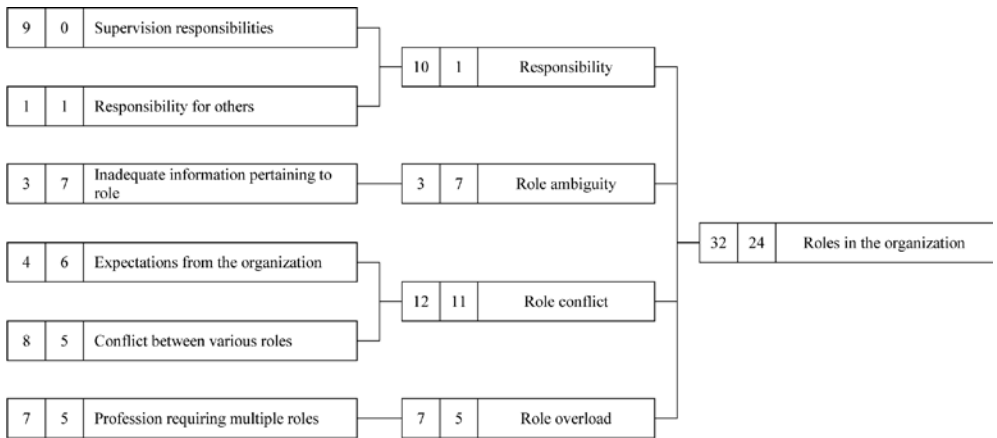 9 0 Supervision responsibilities
10 1 Responsibility
1 1 Responsibility for others
3 7 Inadequate information pertaining to
role
3 7 Role ambiguity
32 24 Roles in the organization
4 6 Expectations from the organization
12 11 Role conflict
8 5 Conflict between various roles
7 5 Profession requiring multiple roles
7 5 Role overload